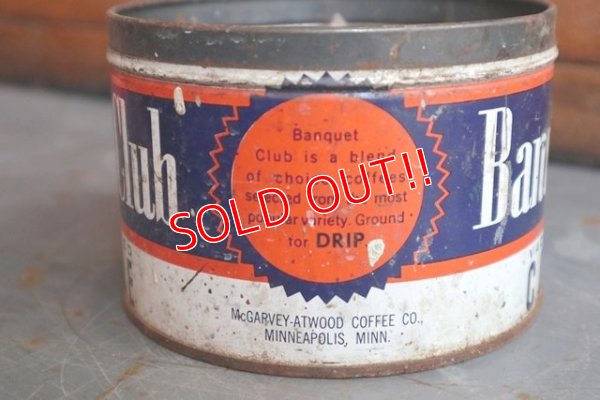 Club
Ban
Banquet
Club is a blend
of choice coffees
selected from most
popular variety. Ground
for DRIP.
SOLD OUT!!
McGARVEY-ATWOOD COFFEE CO.,
MINNEAPOLIS, MINN.